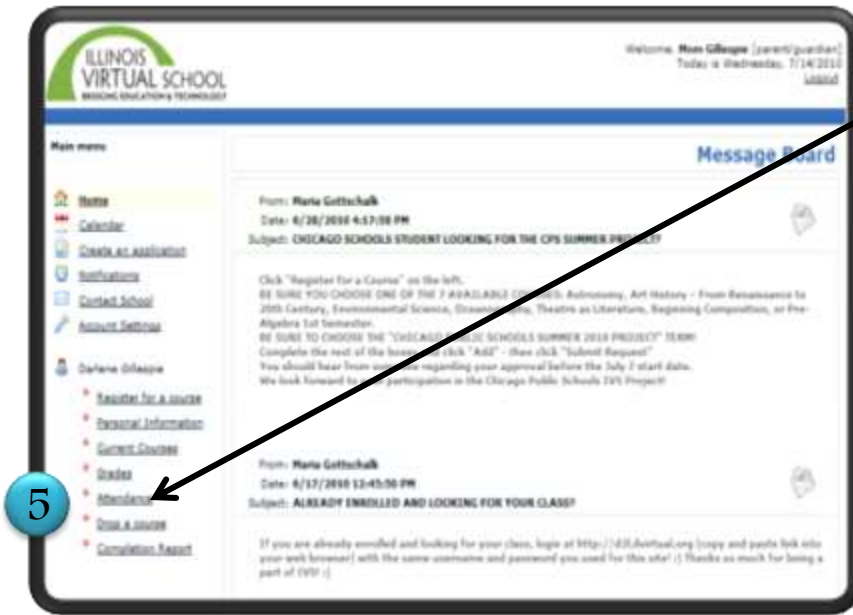 ILLINOIS
VIRTUAL SCHOOL
BRIDGING EDUCATION & TECHNOLOGY
Welcome, Mom Gillespie [parent/guardian]
Today is Wednesday, 7/14/2010
Logout
Main menu
Message Board
Home
Calendar
Create an application
Notifications
Contact School
Account Settings
Darlene Gillespie
Register for a course
Personal Information
Current Courses
Grades
Attendance
Drop a course
Completion Report
5
From: Maria Gottschalk
Date: 6/28/2010 4:57:50 PM
Subject: CHICAGO SCHOOLS STUDENT LOOKING FOR THE CPS SUMMER PROJECT?
Click "Register for a Course" on the left.
BE SURE YOU CHOOSE ONE OF THE 7 AVAILABLE COURSES: Astronomy, Art History - From Renaissance to
20th Century, Environmental Science, Oceanography, Theatre as Literature, Beginning Composition, or Pre-
Algebra 1st Semester.
BE SURE TO CHOOSE THE "CHICAGO PUBLIC SCHOOLS SUMMER 2010 PROJECT" TERM!
Complete the rest of the boxes and click "Add" - then click "Submit Request"
You should hear from someone regarding your approval before the July 7 start date.
We look forward to your participation in the Chicago Public Schools IVS Project!
From: Maria Gottschalk
Date: 6/17/2010 12:45:50 PM
Subject: ALREADY ENROLLED AND LOOKING FOR YOUR CLASS?
If you are already enrolled and looking for your class, login at [copy and paste link into
your web browser] with the same username and password you used for this site! :) Thanks so much for being a
part of IVS! :)